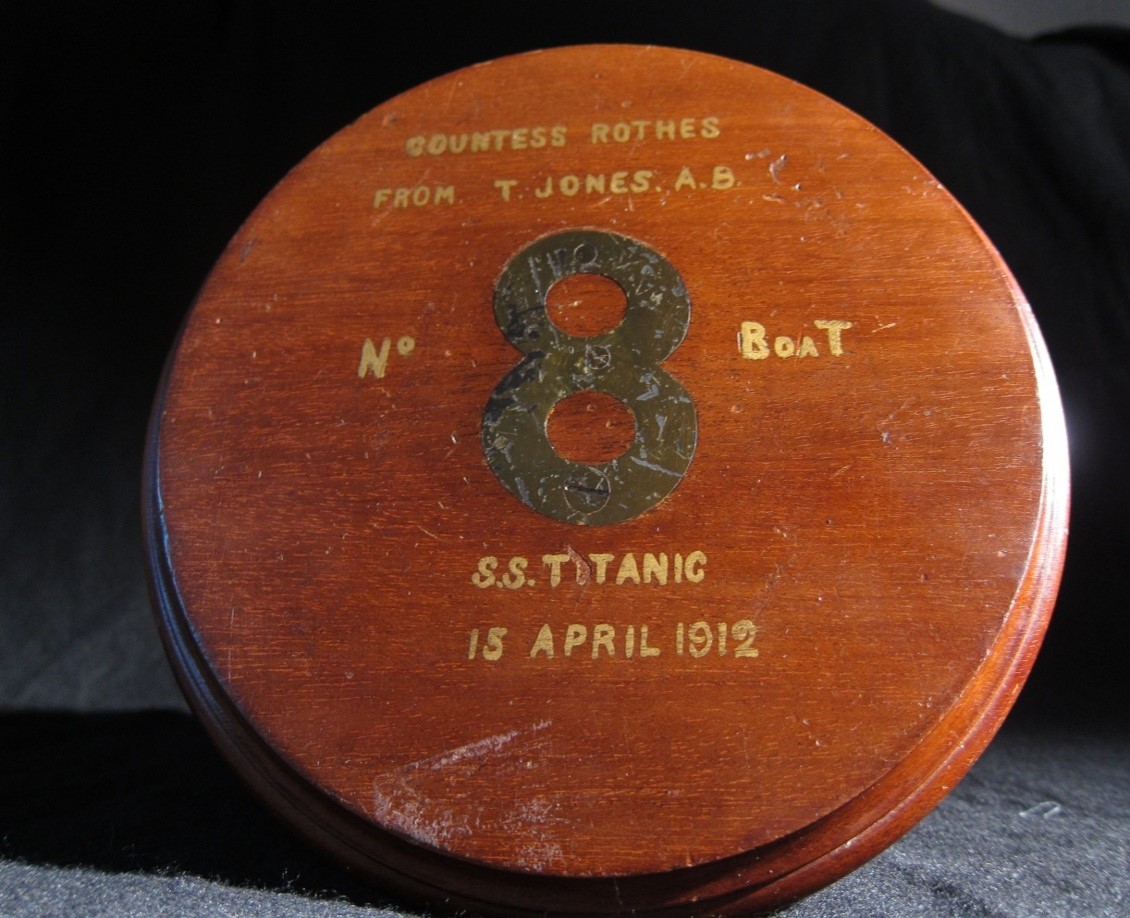 COUNTESS ROTHES
FROM T. JONES. A.B.
Nº 8 BOAT
S.S. TITANIC
15 APRIL 1912